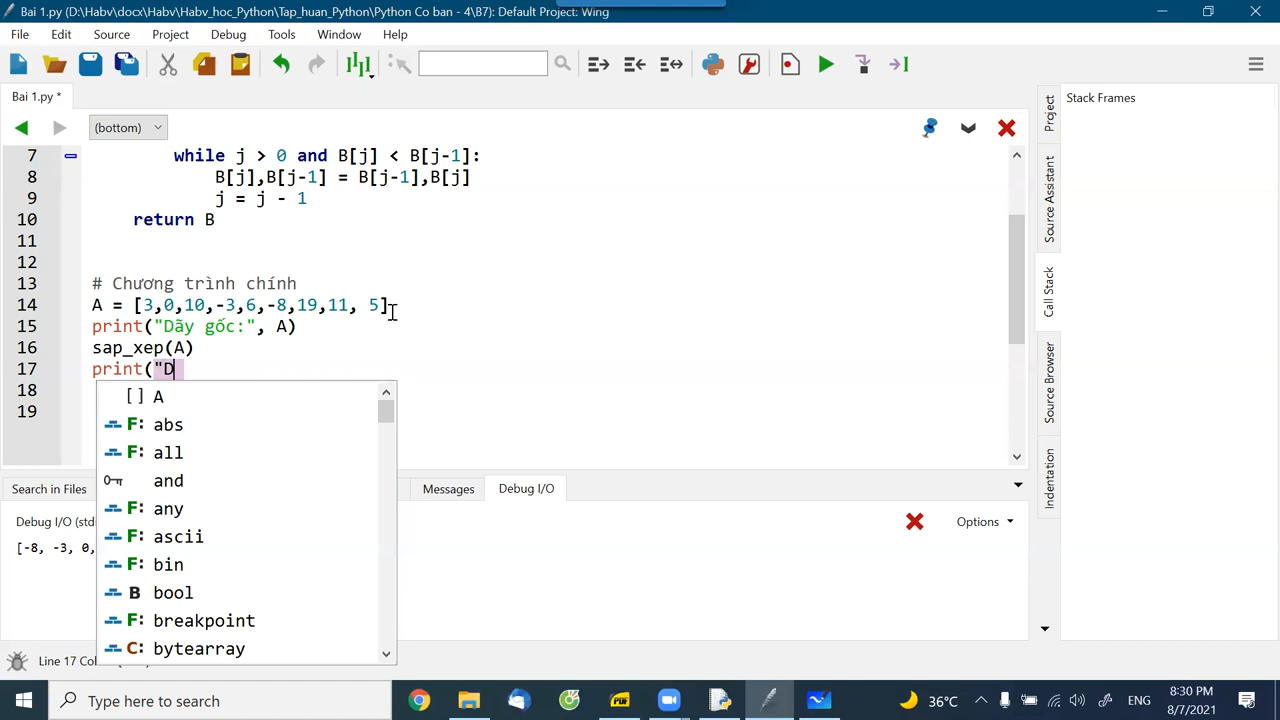 Bai 1.py (D:\Habv\docx\Habv\Habv_hoc_Python\Tap_huan_Python\Python Co ban - 4\B7): Default Project: Wing
File Edit Source Project Debug Tools Window Help
Bai 1.py *
(bottom)
Stack Frames
7 while j > 0 and B[j] < B[j-1]:
8 B[j],B[j-1] = B[j-1],B[j]
9 j = j - 1
10 return B
11
12
13 # Chương trình chính
14 A = [3,0,10,-3,6,-8,19,11, 5]
15 print("Dãy gốc:", A)
16 sap_xep(A)
17 print("D
18
19
[] A
F: abs
F: all
and
F: any
F: ascii
F: bin
B bool
F: breakpoint
C: bytearray
Project
Source Assistant
Call Stack
Source Browser
Indentation
Search in Files
Messages
Debug I/O
Debug I/O (std
Options
[-8, -3, 0,
Line 17 Co
Type here to search
36°C
ENG
8:30 PM
8/7/2021